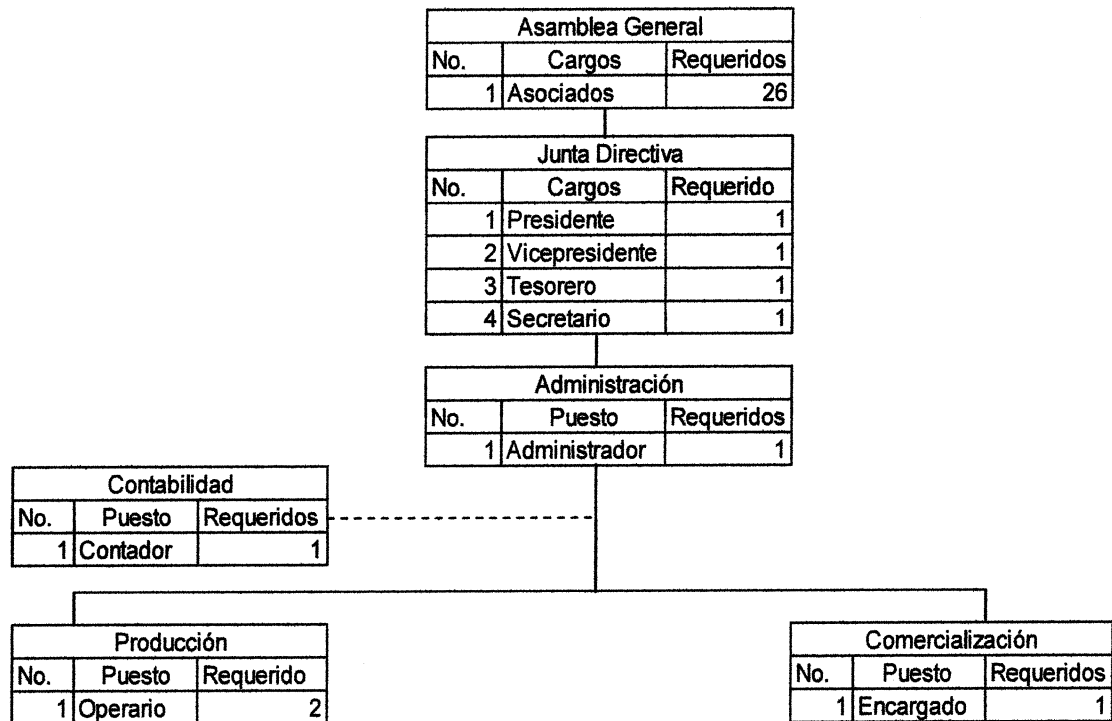 Asamblea General
No. Cargos Requeridos
1 Asociados 26
Junta Directiva
No. Cargos Requerido
1 Presidente 1
2 Vicepresidente 1
3 Tesorero 1
4 Secretario 1
Administración
No. Puesto Requeridos
1 Administrador 1
Contabilidad
No. Puesto Requeridos
1 Contador 1
Producción
No. Puesto Requerido
1 Operario 2
Comercialización
No. Puesto Requeridos
1 Encargado 1